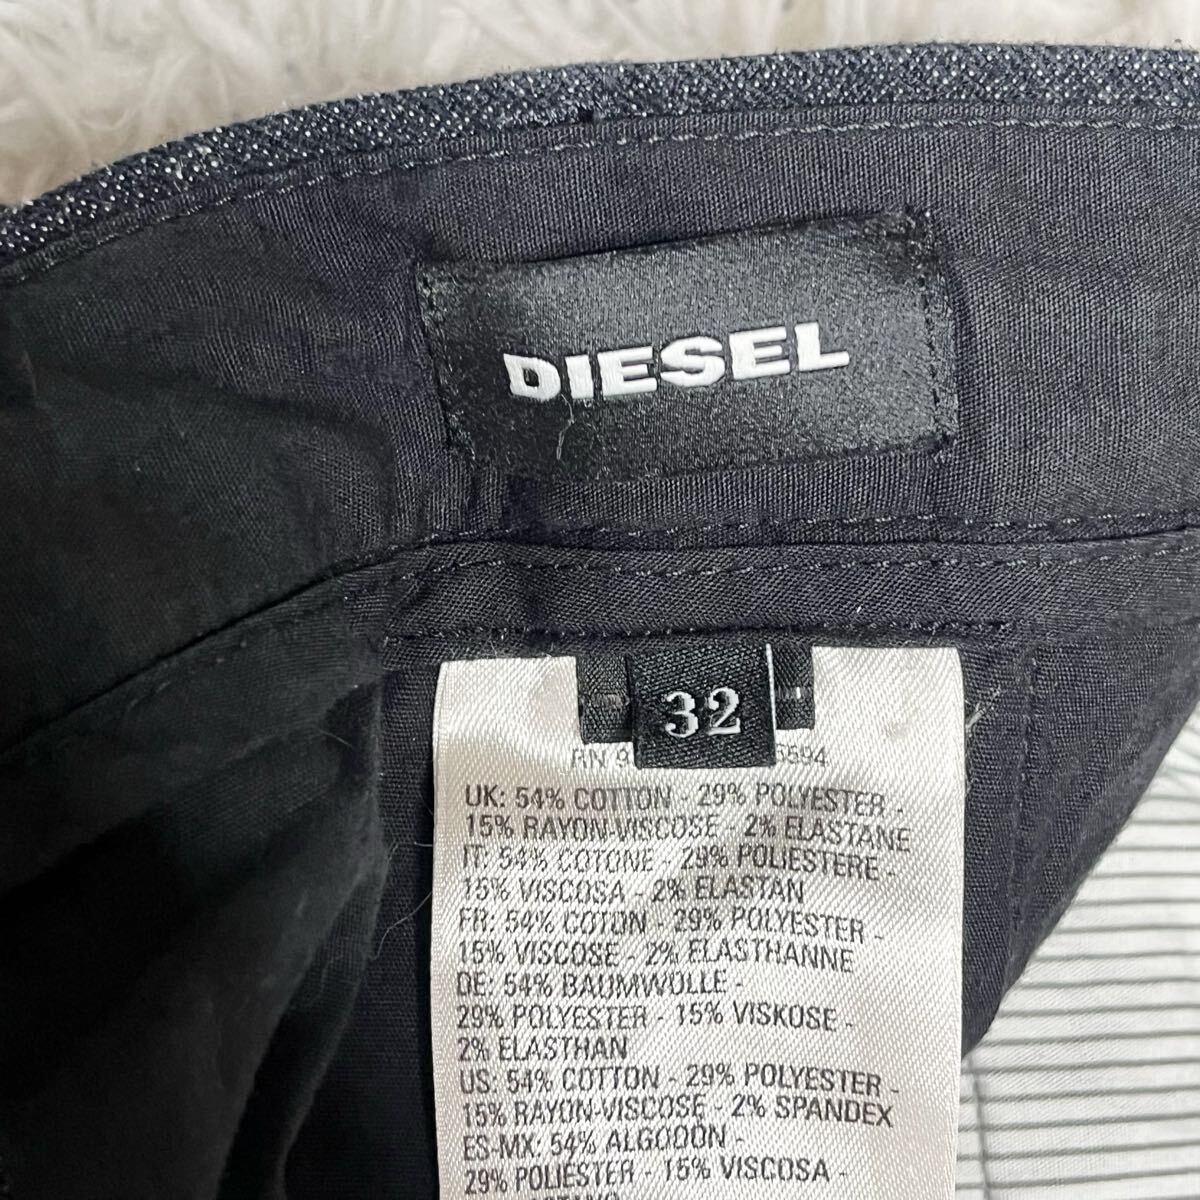 DIESEL
32
RN 9 5594
UK: 54% COTTON - 29% POLYESTER -
15% RAYON-VISCOSE - 2% ELASTANE
IT: 54% COTONE - 29% POLIESTERE -
15% VISCOSA - 2% ELASTAN
FR: 54% COTON - 29% POLYESTER -
15% VISCOSE - 2% ELASTHANNE
DE: 54% BAUMWOLLE -
29% POLYESTER - 15% VISKOSE -
2% ELASTHAN
US: 54% COTTON - 29% POLYESTER -
15% RAYON-VISCOSE - 2% SPANDEX
ES-MX: 54% ALGODON -
29% POLIESTER - 15% VISCOSA -